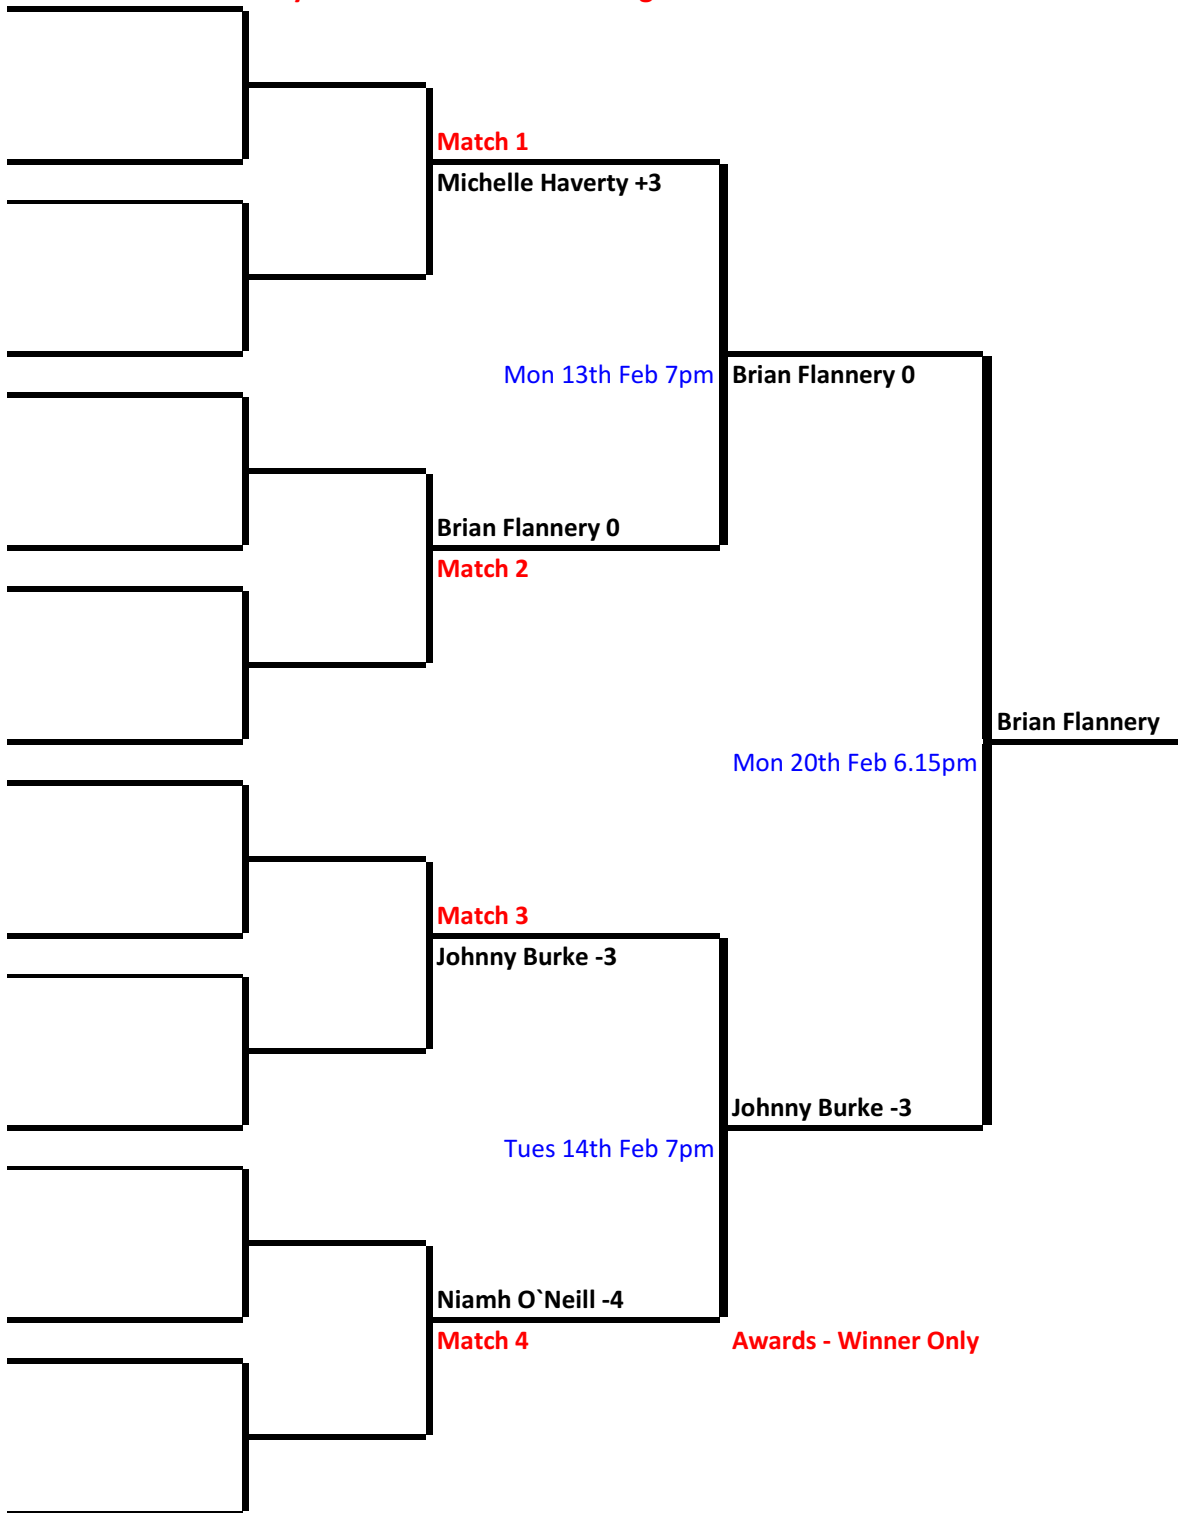 Match 1
Michelle Haverty +3
Mon 13th Feb 7pm
Brian Flannery 0
Brian Flannery 0
Match 2
Brian Flannery
Mon 20th Feb 6.15pm
Match 3
Johnny Burke -3
Johnny Burke -3
Tues 14th Feb 7pm
Niamh O`Neill -4
Match 4
Awards - Winner Only